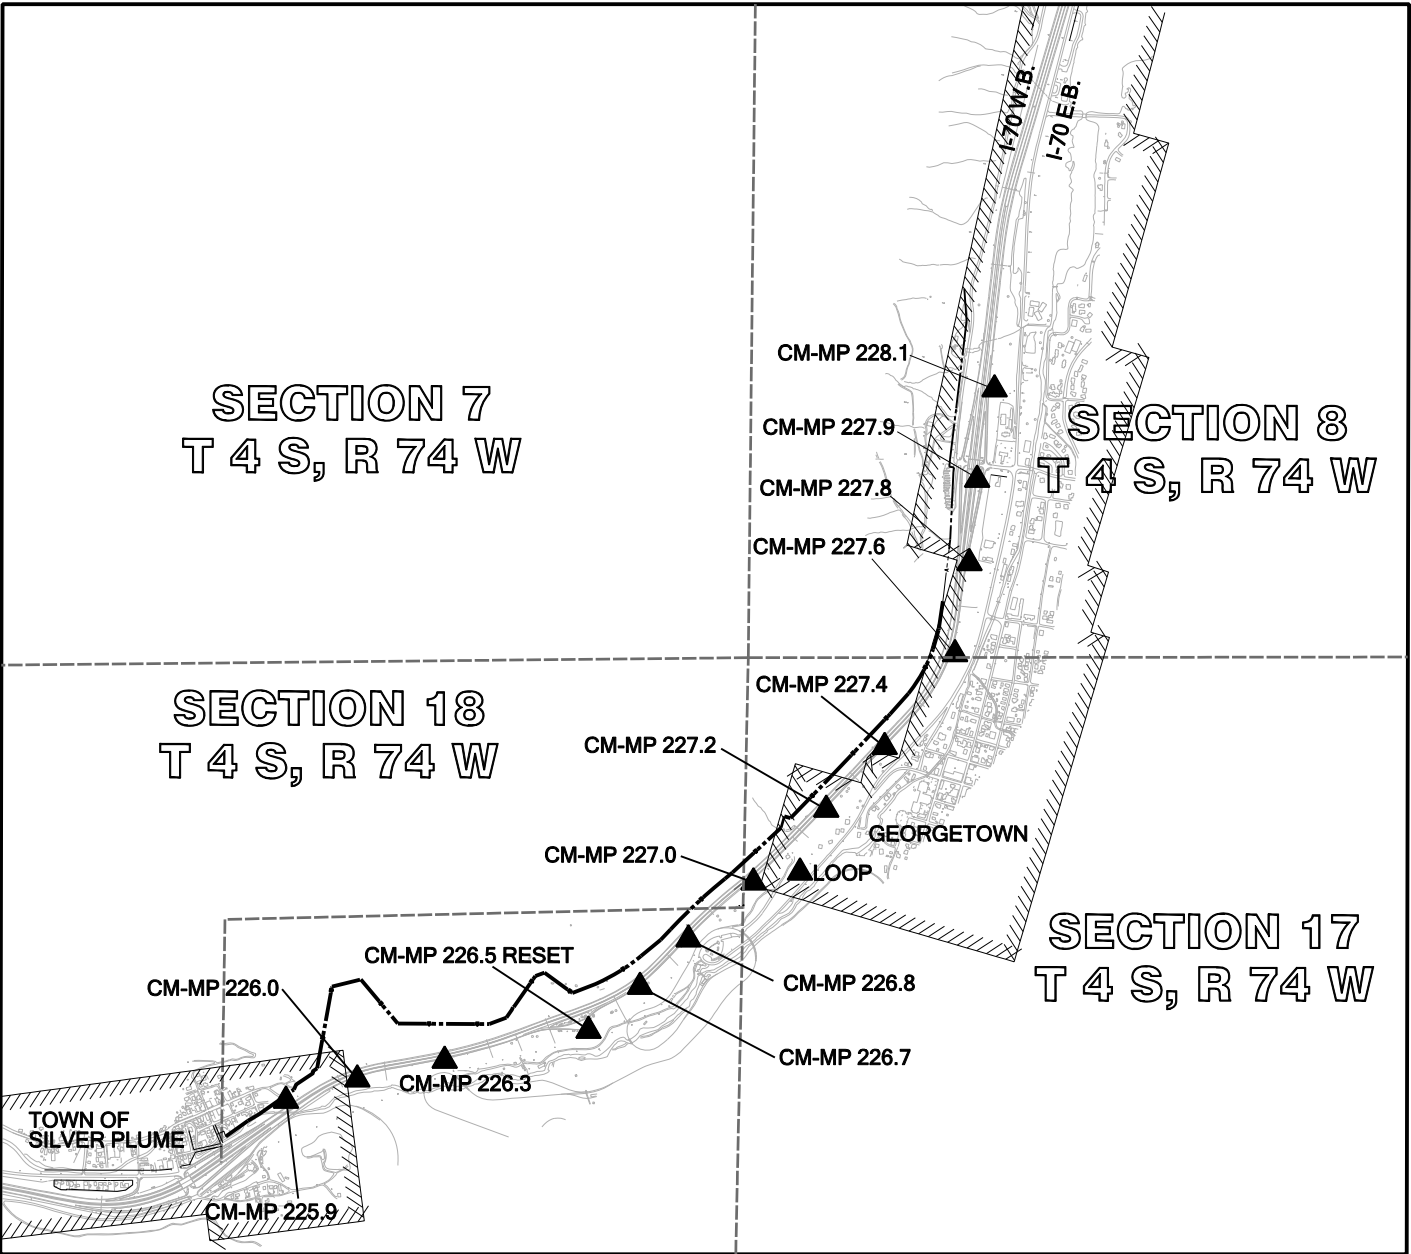 I-70 W.B.
I-70 E.B.
CM-MP 228.1
SECTION 7
T 4 S, R 74 W
SECTION 8
T 4 S, R 74 W
CM-MP 227.9
CM-MP 227.8
CM-MP 227.6
CM-MP 227.4
SECTION 18
T 4 S, R 74 W
CM-MP 227.2
GEORGETOWN
CM-MP 227.0
LOOP
SECTION 17
T 4 S, R 74 W
CM-MP 226.5 RESET
CM-MP 226.0
CM-MP 226.8
CM-MP 226.7
CM-MP 226.3
TOWN OF
SILVER PLUME
CM-MP 225.9